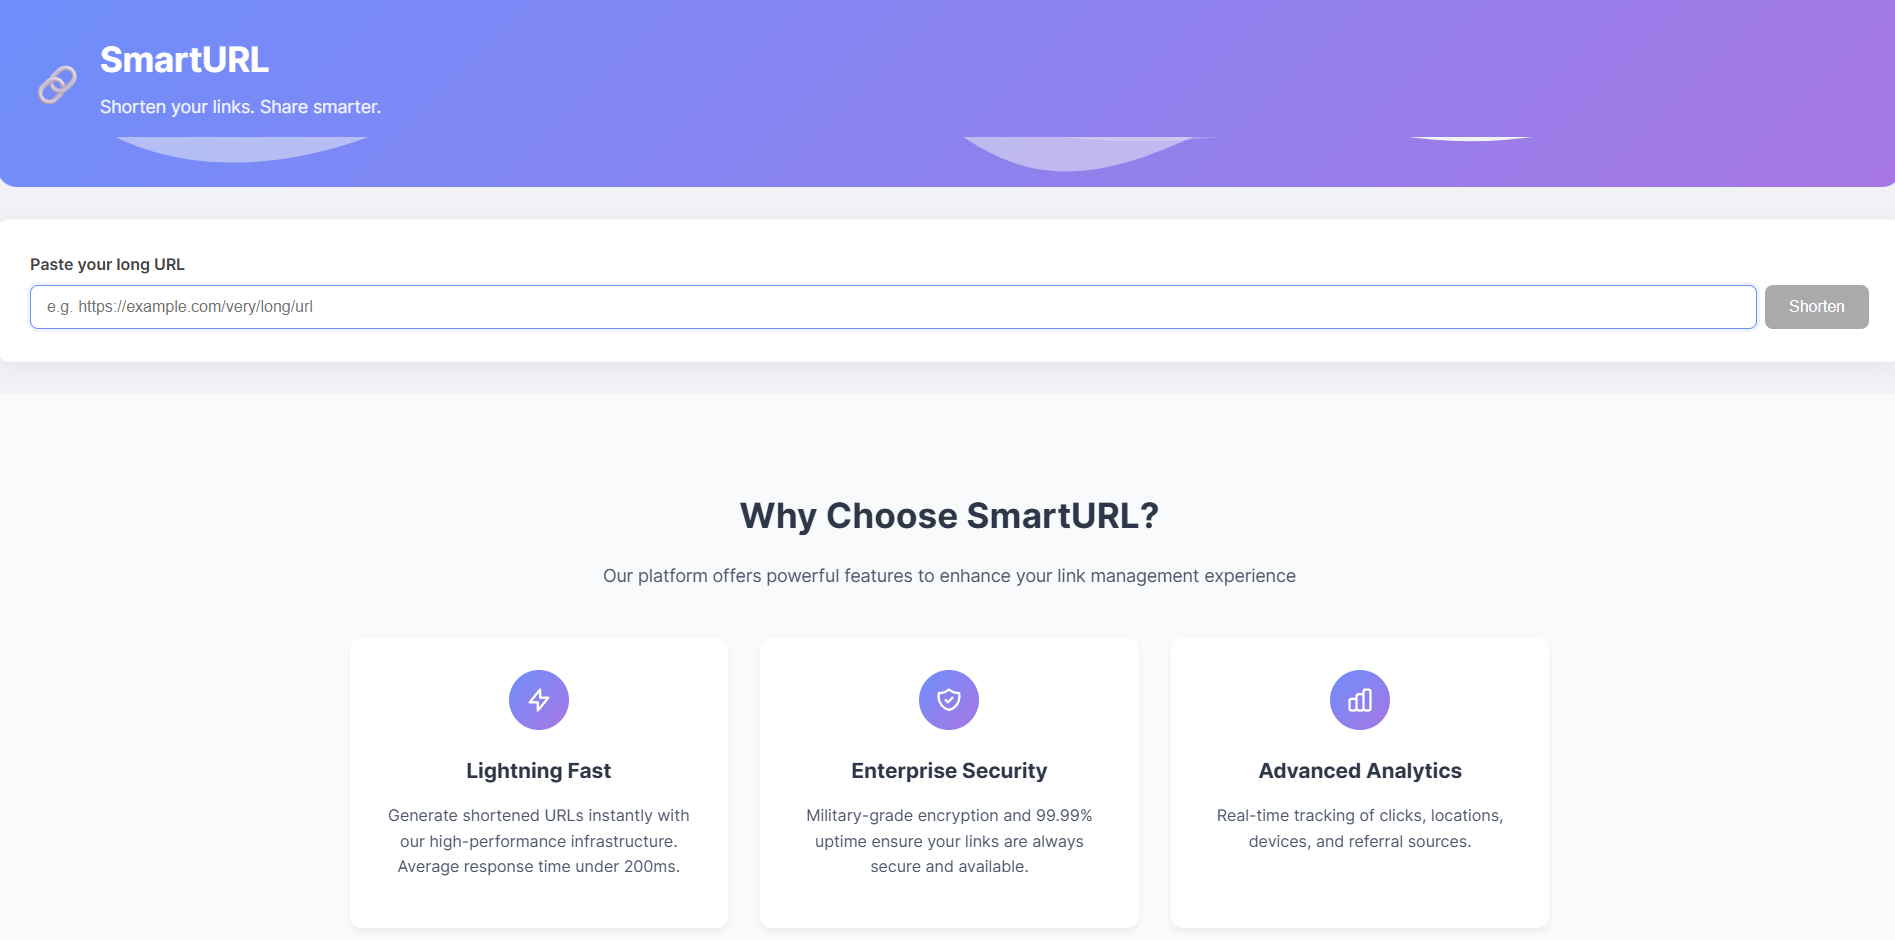 SmartURL
Shorten your links. Share smarter.
Paste your long URL
e.g. https://example.com/very/long/url
Shorten
Why Choose SmartURL?
Our platform offers powerful features to enhance your link management experience
Lightning Fast
Generate shortened URLs instantly with
our high-performance infrastructure.
Average response time under 200ms.
Enterprise Security
Military-grade encryption and 99.99%
uptime ensure your links are always
secure and available.
Advanced Analytics
Real-time tracking of clicks, locations,
devices, and referral sources.